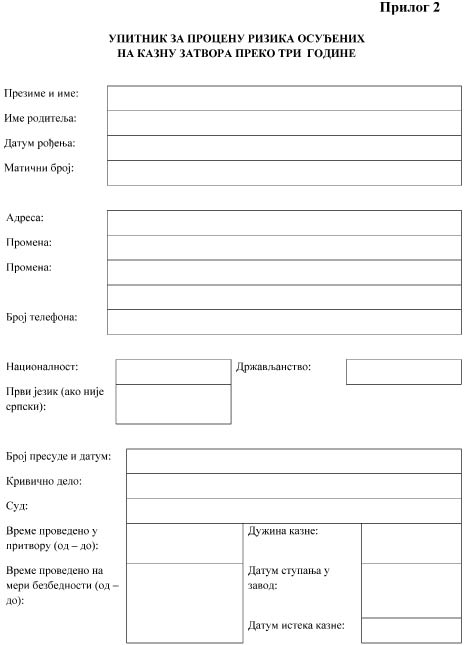 Прилог 2
УПИТНИК ЗА ПРОЦЕНУ РИЗИКА ОСУЂЕНИХ
НА КАЗНУ ЗАТВОРА ПРЕКО ТРИ ГОДИНЕ
Презиме и име:
Име родитеља:
Датум рођења:
Матични број:
Адреса:
Промена:
Промена:
Број телефона:
Националност:
Држављанство:
Први језик (ако није
српски):
Број пресуде и датум:
Кривично дело:
Суд:
Време проведено у
притвору (од – до):
Дужина казне:
Време проведено на
мери безбедности (од –
до):
Датум ступања у
завод:
Датум истека казне: